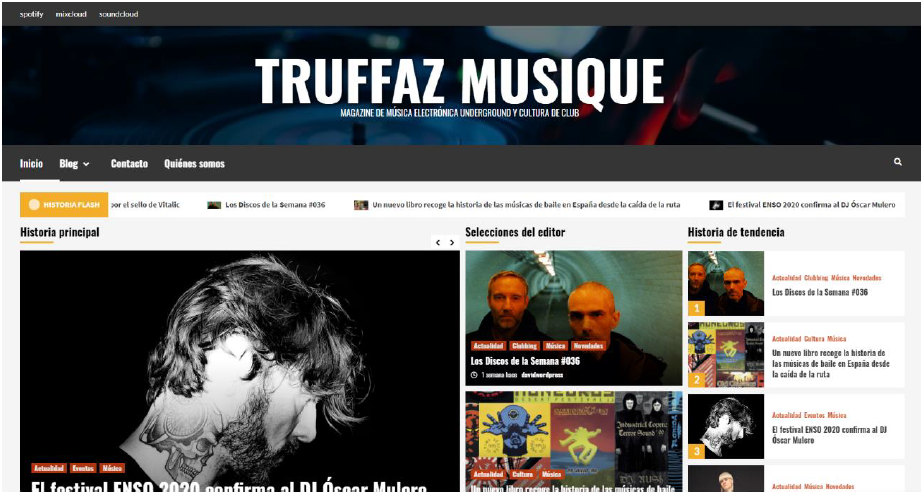 spotify mixcloud soundcloud
TRUFFAZ MUSIQUE
MAGAZINE DE MÚSICA ELECTRÓNICA UNDERGROUND Y CULTURA DE CLUB
Inicio Blog Contacto Quiénes somos
HISTORIA FLASH por el sello de Vitalic Los Discos de la Semana #036 Un nuevo libro recoge la historia de las músicas de baile en España desde la caída de la ruta El festival ENSO 2020 confirma al DJ Óscar Mulero
Historia principal
Actualidad Eventos Música
El festival ENSO 2020 confirma al DJ Óscar Mulero
Selecciones del editor
Actualidad Clubbing Música Novedades
Los Discos de la Semana #036
1 semana hace davidwordpress
Industrial Copera
Terror Sound '99
Actualidad Cultura Música
Un nuevo libro recoge la historia de las músicas de baile
Historia de tendencia
1
Actualidad Clubbing Música Novedades
Los Discos de la Semana #036
2
Actualidad Cultura Música
Un nuevo libro recoge la historia de
las músicas de baile en España desde
la caída de la ruta
3
Actualidad Eventos Música
El festival ENSO 2020 confirma al DJ
Óscar Mulero
Actualidad Música Novedades